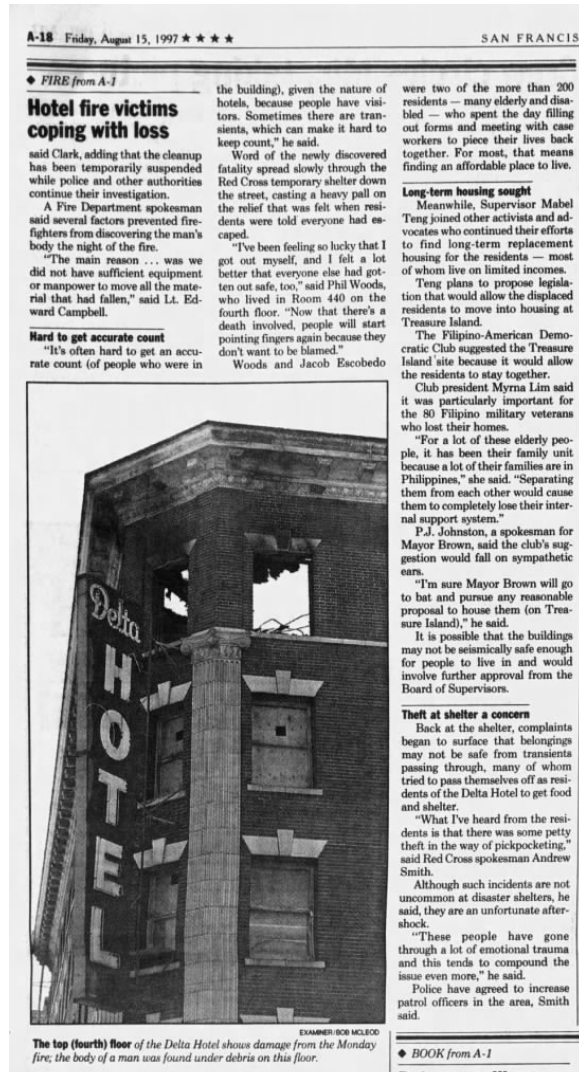 A-18 Friday, August 15, 1997 ★ ★ ★ ★
SAN FRANCIS
◆ FIRE from A-1
Hotel fire victims
coping with loss
said Clark, adding that the cleanup
has been temporarily suspended
while police and other authorities
continue their investigation.
A Fire Department spokesman
said several factors prevented fire-
fighters from discovering the man's
body the night of the fire.
"The main reason ... was we
did not have sufficient equipment
or manpower to move all the mate-
rial that had fallen," said Lt. Ed-
ward Campbell.
Hard to get accurate count
"It's often hard to get an accu-
rate count (of people who were in
the building), given the nature of
hotels, because people have visi-
tors. Sometimes there are tran-
sients, which can make it hard to
keep count," he said.
Word of the newly discovered
fatality spread slowly through the
Red Cross temporary shelter down
the street, casting a heavy pall on
the relief that was felt when resi-
dents were told everyone had es-
caped.
"I've been feeling so lucky that I
got out myself, and I felt a lot
better that everyone else had got-
ten out safe, too," said Phil Woods,
who lived in Room 440 on the
fourth floor. "Now that there's a
death involved, people will start
pointing fingers again because they
don't want to be blamed."
Woods and Jacob Escobedo
were two of the more than 200
residents — many elderly and disa-
bled — who spent the day filling
out forms and meeting with case
workers to piece their lives back
together. For most, that means
finding an affordable place to live.
Long-term housing sought
Meanwhile, Supervisor Mabel
Teng joined other activists and ad-
vocates who continued their efforts
to find long-term replacement
housing for the residents — most
of whom live on limited incomes.
Teng plans to propose legisla-
tion that would allow the displaced
residents to move into housing at
Treasure Island.
The Filipino-American Demo-
cratic Club suggested the Treasure
Island site because it would allow
the residents to stay together.
Club president Myrna Lim said
it was particularly important for
the 80 Filipino military veterans
who lost their homes.
"For a lot of these elderly peo-
ple, it has been their family unit
because a lot of their families are in
Philippines," she said. "Separating
them from each other would cause
them to completely lose their inter-
nal support system."
P.J. Johnston, a spokesman for
Mayor Brown, said the club's sug-
gestion would fall on sympathetic
ears.
"I'm sure Mayor Brown will go
to bat and pursue any reasonable
proposal to house them (on Trea-
sure Island)," he said.
It is possible that the buildings
may not be seismically safe enough
for people to live in and would
involve further approval from the
Board of Supervisors.
Theft at shelter a concern
Back at the shelter, complaints
began to surface that belongings
may not be safe from transients
passing through, many of whom
tried to pass themselves off as resi-
dents of the Delta Hotel to get food
and shelter.
"What I've heard from the resi-
dents is that there was some petty
theft in the way of pickpocketing,"
said Red Cross spokesman Andrew
Smith.
Although such incidents are not
uncommon at disaster shelters, he
said, they are an unfortunate after-
shock.
"These people have gone
through a lot of emotional trauma
and this tends to compound the
issue even more," he said.
Police have agreed to increase
patrol officers in the area, Smith
said.
Delta
HOTEL
EXAMINER/BOB MCLEOD
The top (fourth) floor of the Delta Hotel shows damage from the Monday
fire; the body of a man was found under debris on this floor.
◆ BOOK from A-1